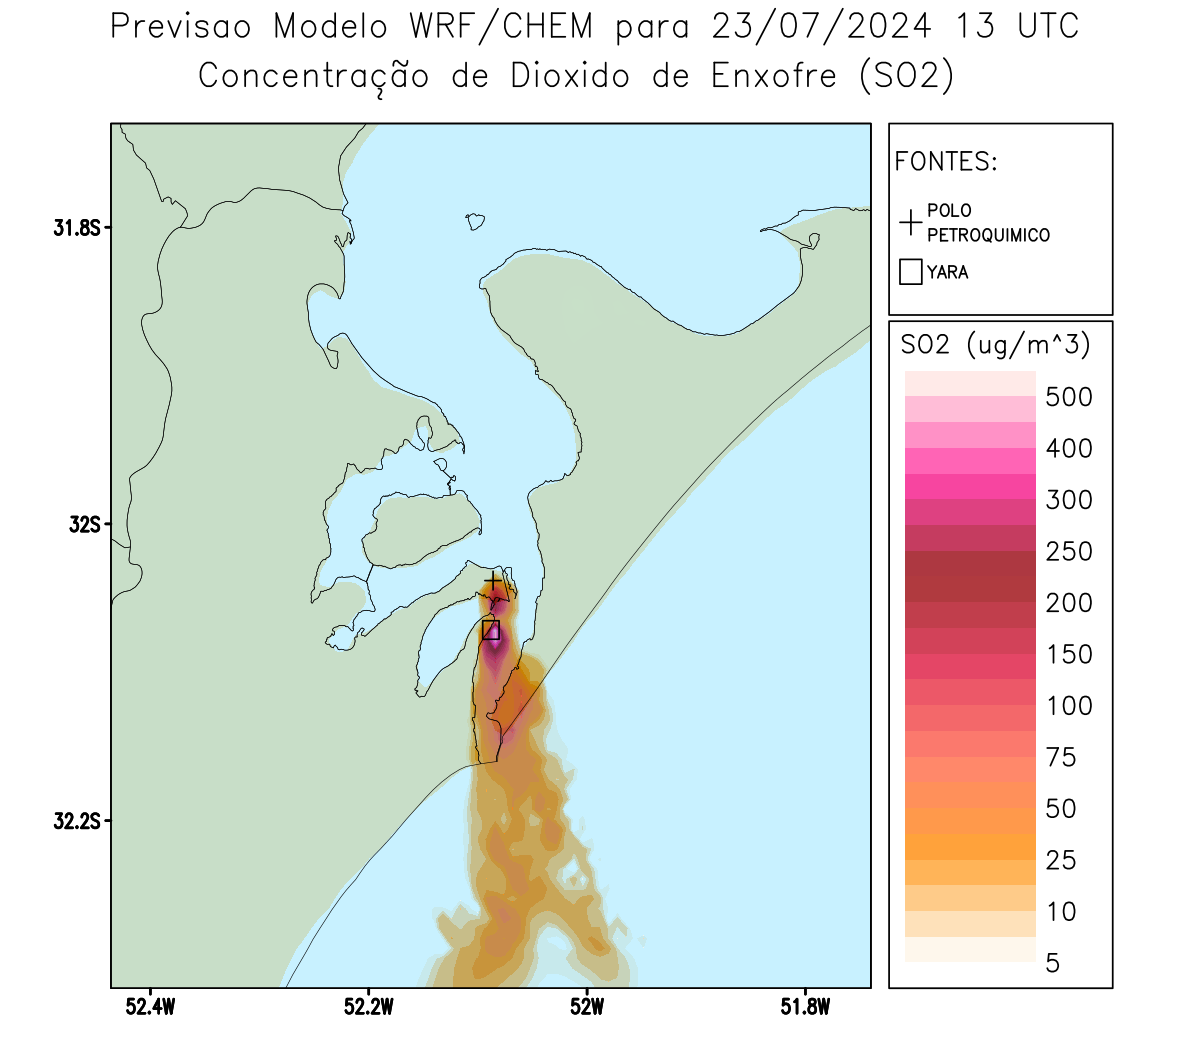 Previsao Modelo WRF/CHEM para 23/07/2024 13 UTC
Concentração de Dioxido de Enxofre (SO2)
FONTES:
POLO
PETROQUIMICO
YARA
SO2 (ug/m^3)
500
400
300
250
200
150
100
75
50
25
10
5
31.8S
32S
32.2S
52.4W
52.2W
52W
51.8W